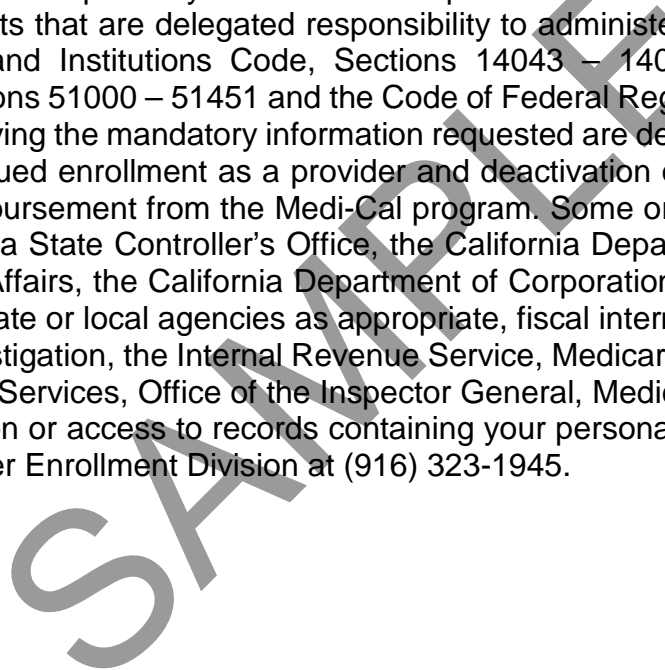 ts that are delegated responsibility to administe
and Institutions Code, Sections 14043 – 140
ons 51000 – 51451 and the Code of Federal Reg
ving the mandatory information requested are de
ued enrollment as a provider and deactivation
bursement from the Medi-Cal program. Some or
a State Controller's Office, the California Depa
Affairs, the California Department of Corporation
ate or local agencies as appropriate, fiscal intern
stigation, the Internal Revenue Service, Medicar
Services, Office of the Inspector General, Medic
on or access to records containing your persona
er Enrollment Division at (916) 323-1945.
SAMPLE